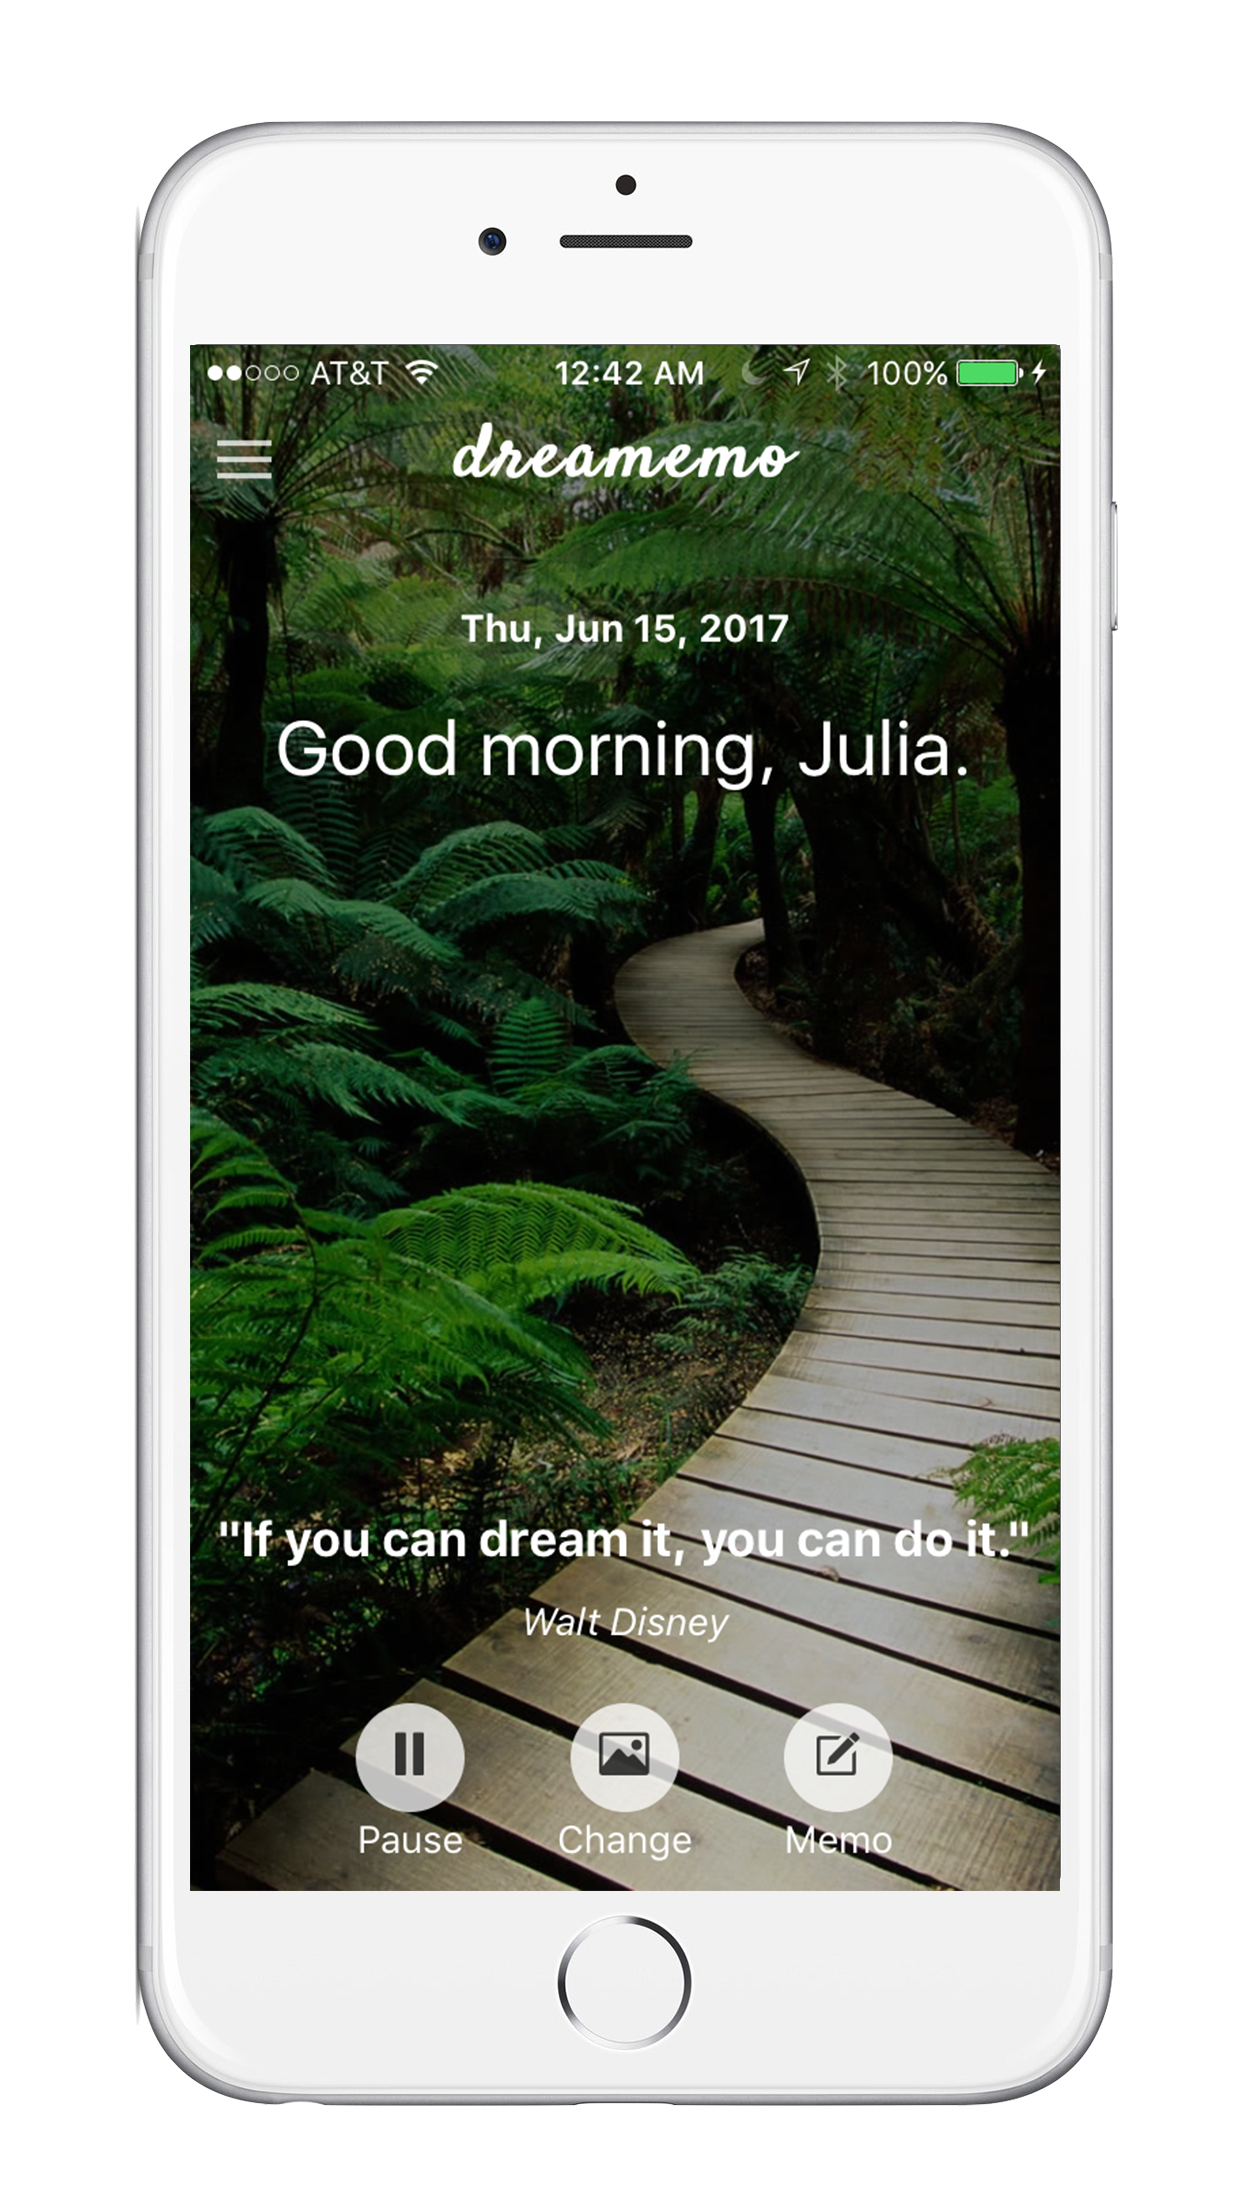 AT&T 12:42 AM 100%
dreamemo
Thu, Jun 15, 2017
Good morning, Julia.
"If you can dream it, you can do it."
Walt Disney
Pause Change Memo